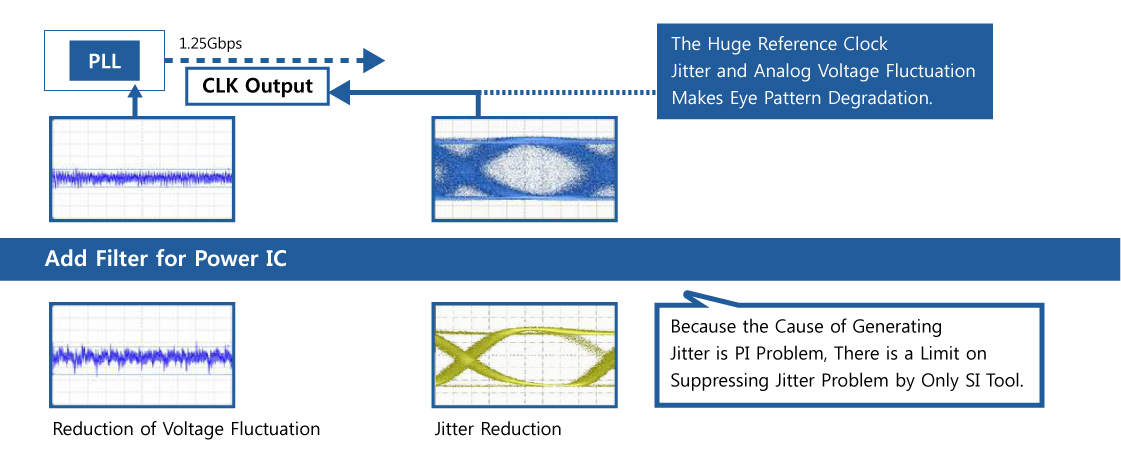 PLL
1.25Gbps
CLK Output
The Huge Reference Clock
Jitter and Analog Voltage Fluctuation
Makes Eye Pattern Degradation.
Add Filter for Power IC
Because the Cause of Generating
Jitter is PI Problem, There is a Limit on
Suppressing Jitter Problem by Only SI Tool.
Reduction of Voltage Fluctuation
Jitter Reduction